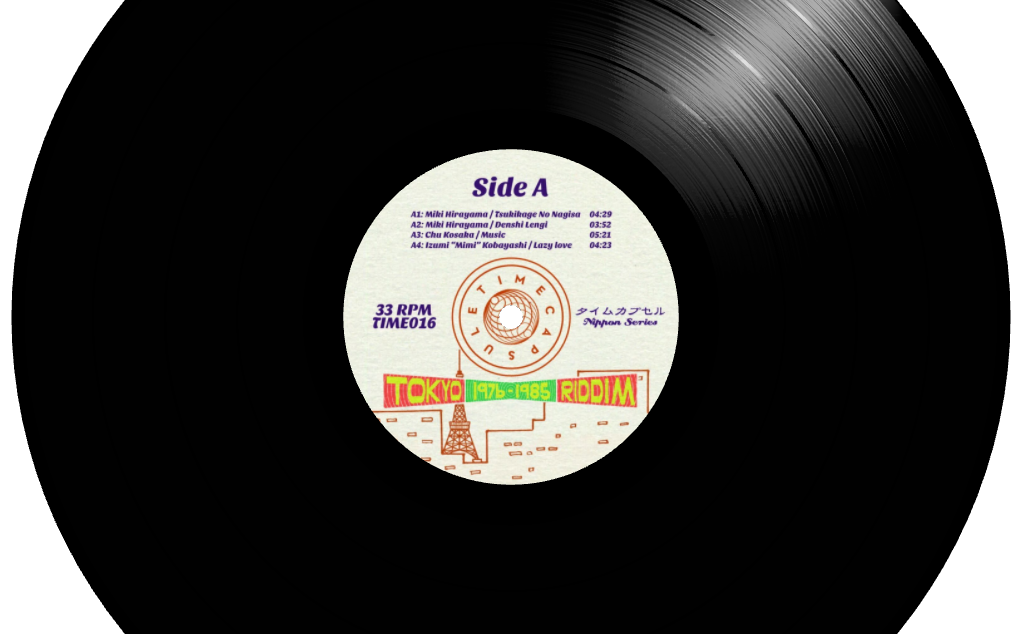 Side A
A1: Miki Hirayama / Tsukikage No Nagisa 04:29
A2: Miki Hirayama / Denshi Lengi 03:52
A3: Chu Kosaka / Music 05:21
A4: Izumi "Mimi" Kobayashi / Lazy love 04:23
TIME CAPSULE
33 RPM
TIME016
タイムカプセル
Nippon Series
TOKYO 1976-1985 RIDDIM